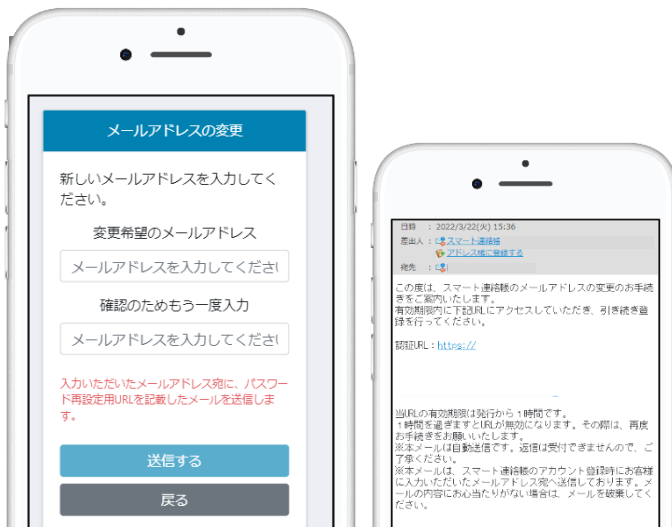 メールアドレスの変更
新しいメールアドレスを入力してく
ださい。
変更希望のメールアドレス
メールアドレスを入力してくださ
確認のためもう一度入力
メールアドレスを入力してくださ
入力いただいたメールアドレス宛に、パスワー
ド再設定用URLを記載したメールを送信しま
す。
送信する
戻る
日時 : 2022/3/22(火) 15:36
差出人 : スマート連絡帳
アドレス帳に登録する
宛先 :
この度は、スマート連絡帳のメールアドレスの変更のお手続
きをご案内いたします。
有効期限内に下記URLにアクセスしていただき、引き続き登
録を行ってください。
認証URL：https://
当URLの有効期限は発行から１時間です。
１時間を過ぎますとURLが無効になります。その際は、再度
お手続きをお願いいたします。
※本メールは自動送信です。返信は受付できませんので、ご
了承ください。
※本メールは、スマート連絡帳のアカウント登録時にお客様
に入力いただいたメールアドレス宛へ送信しております。メ
ールの内容にお心当たりがない場合は、メールを破棄してく
ださい。